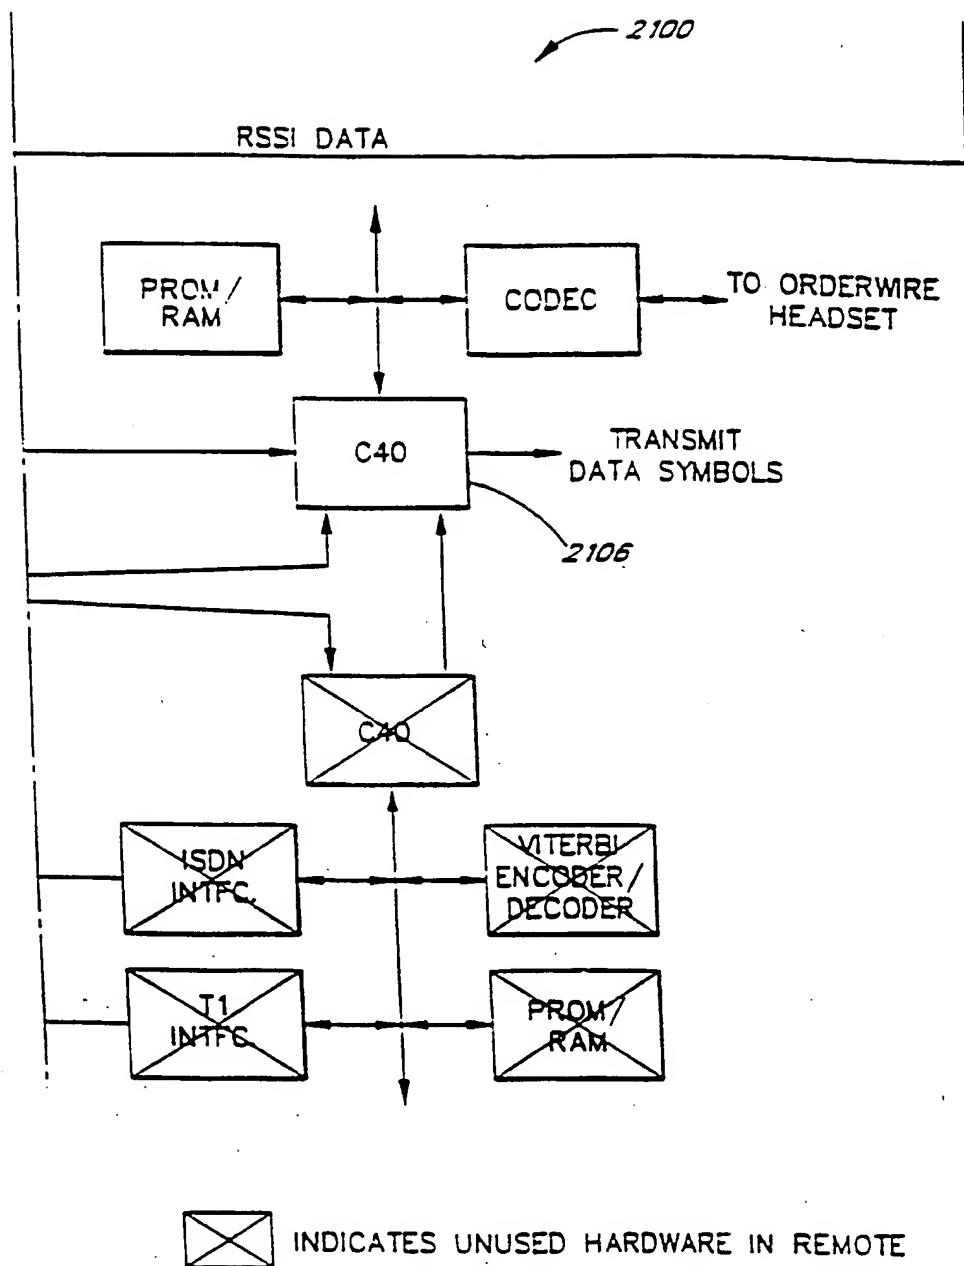 2100
RSSI DATA
PROM/
RAM
CODEC
TO ORDERWIRE
HEADSET
C40
TRANSMIT
DATA SYMBOLS
2106
C40
ISDN
INTFC.
VITERBI
ENCODER/
DECODER
T1
INTFC.
PROM/
RAM
INDICATES UNUSED HARDWARE IN REMOTE